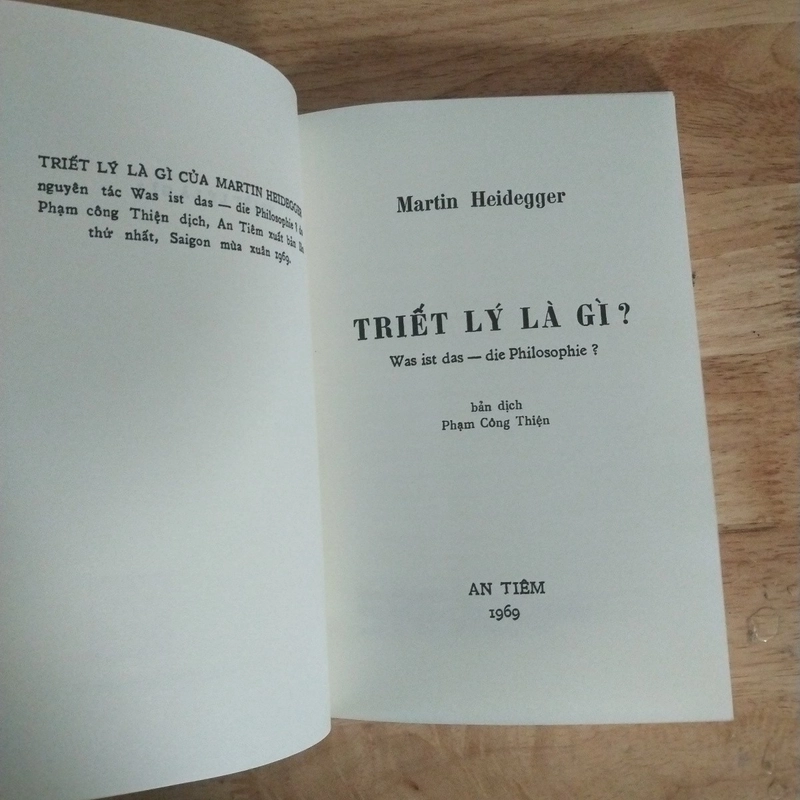 TRIẾT LÝ LÀ GÌ CỦA MARTIN HEIDEGGER
nguyên tác Was ist das — die Philosophie ? do
Phạm công Thiện dịch, An Tiêm xuất bản lần
thứ nhất, Saigon mùa xuân 1969.
Martin Heidegger
TRIẾT LÝ LÀ GÌ ?
Was ist das — die Philosophie ?
bản dịch
Phạm Công Thiện
AN TIÊM
1969